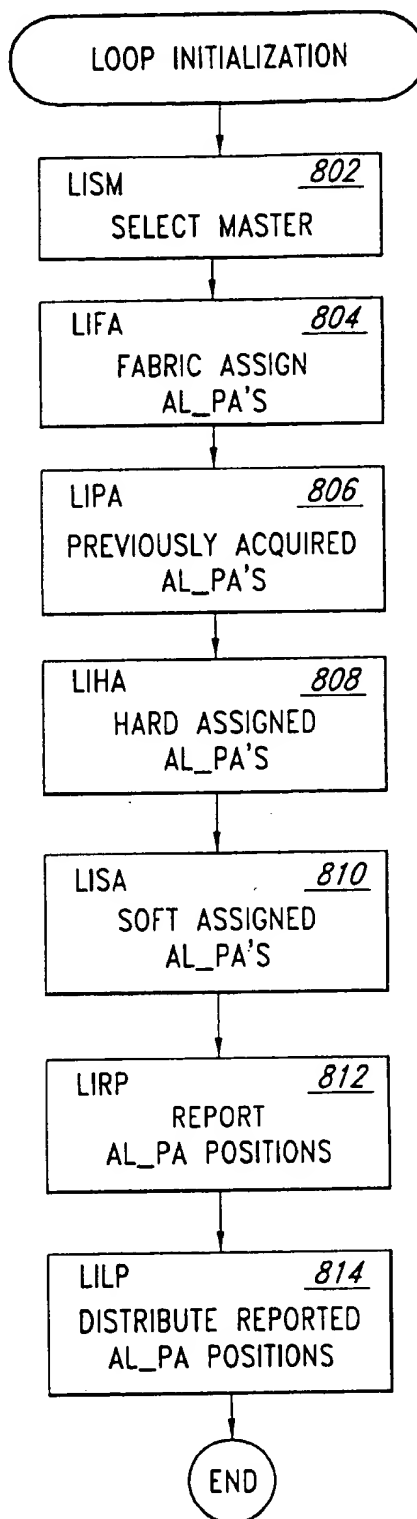 LOOP INITIALIZATION
LISM 802
SELECT MASTER
LIFA 804
FABRIC ASSIGN
AL_PA'S
LIPA 806
PREVIOUSLY ACQUIRED
AL_PA'S
LIHA 808
HARD ASSIGNED
AL_PA'S
LISA 810
SOFT ASSIGNED
AL_PA'S
LIRP 812
REPORT
AL_PA POSITIONS
LILP 814
DISTRIBUTE REPORTED
AL_PA POSITIONS
END